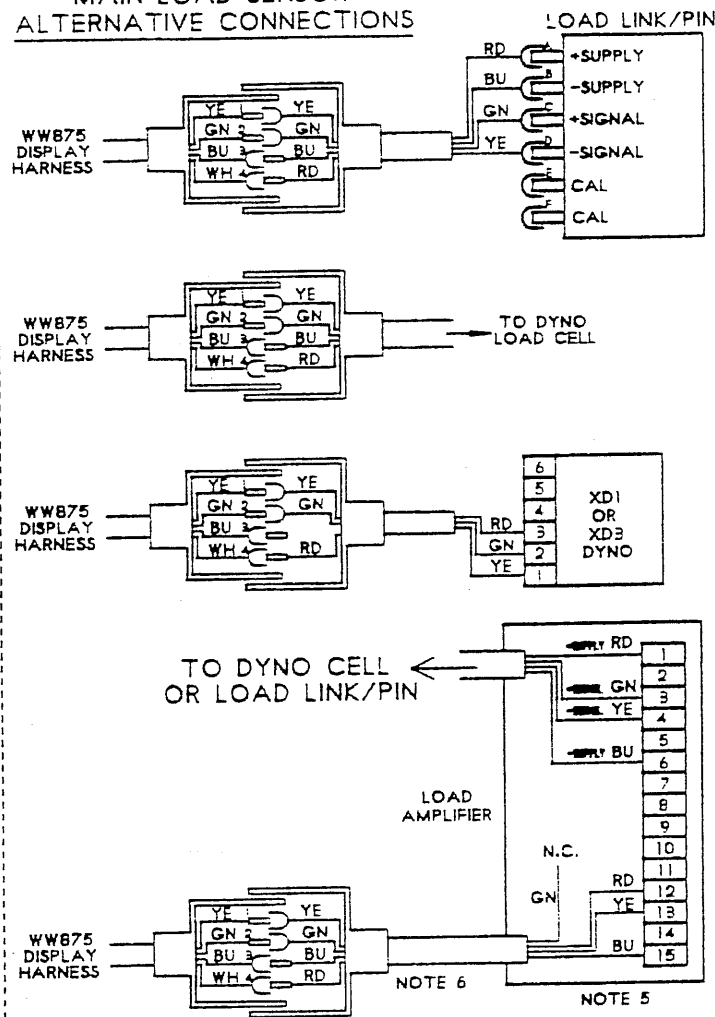 MAIN LOAD SENSOR
ALTERNATIVE CONNECTIONS
LOAD LINK/PIN
WW875
DISPLAY
HARNESS
YE 1 YE
GN 2 GN
BU 3 BU
WH 4 RD
RD A +SUPPLY
BU B -SUPPLY
GN C +SIGNAL
YE D -SIGNAL
E CAL
F CAL
WW875
DISPLAY
HARNESS
YE 1 YE
GN 2 GN
BU 3 BU
WH 4 RD
TO DYNO
LOAD CELL
WW875
DISPLAY
HARNESS
YE 1 YE
GN 2 GN
BU 3
WH 4 RD
6
5
4
RD 3
GN 2
YE 1
XD1
OR
XD3
DYNO
TO DYNO CELL
OR LOAD LINK/PIN
LOAD
AMPLIFIER
SUPPLY RD 1
2
GN 3
YE 4
5
SUPPLY BU 6
7
8
9
10
11
RD 12
YE 13
14
BU 15
N.C.
GN
WW875
DISPLAY
HARNESS
YE 1 YE
GN 2 GN
BU 3 BU
WH 4 RD
NOTE 6
NOTE 5